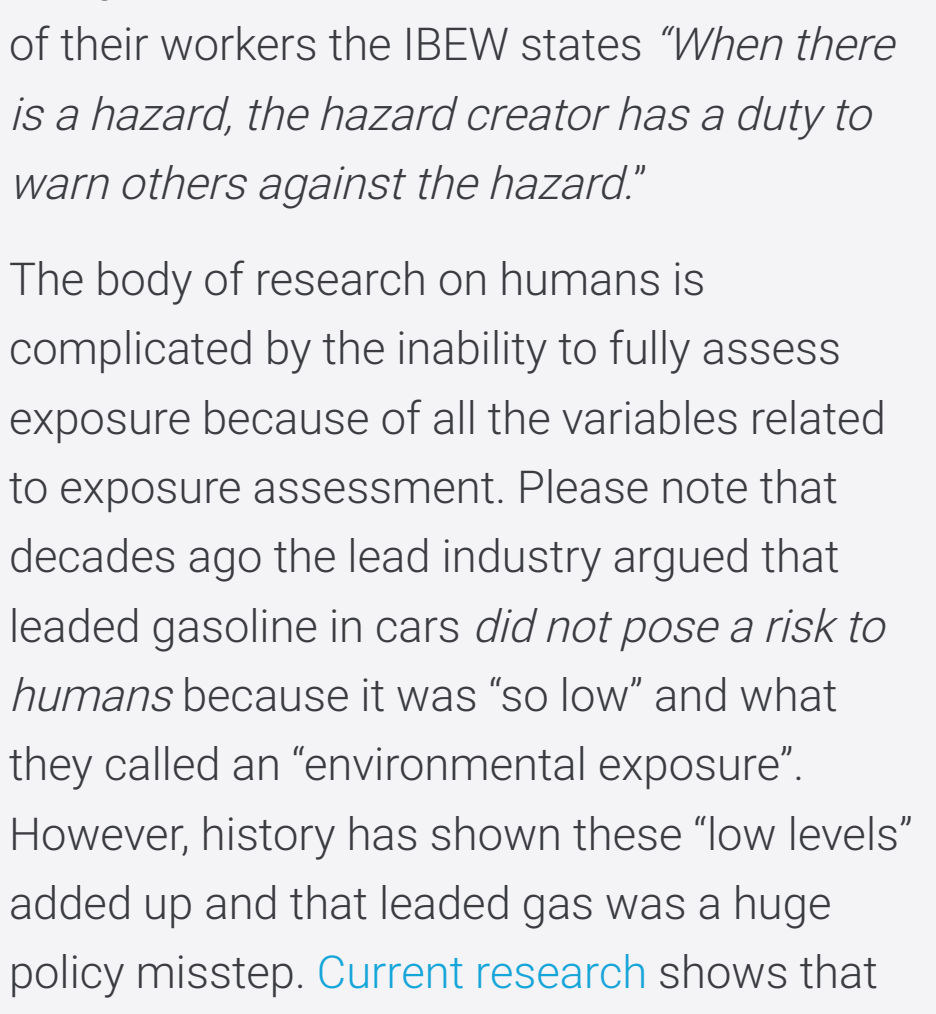 of their workers the IBEW states “When there
is a hazard, the hazard creator has a duty to
warn others against the hazard.”
The body of research on humans is
complicated by the inability to fully assess
exposure because of all the variables related
to exposure assessment. Please note that
decades ago the lead industry argued that
leaded gasoline in cars did not pose a risk to
humans because it was “so low” and what
they called an “environmental exposure”.
However, history has shown these “low levels”
added up and that leaded gas was a huge
policy misstep. Current research shows that